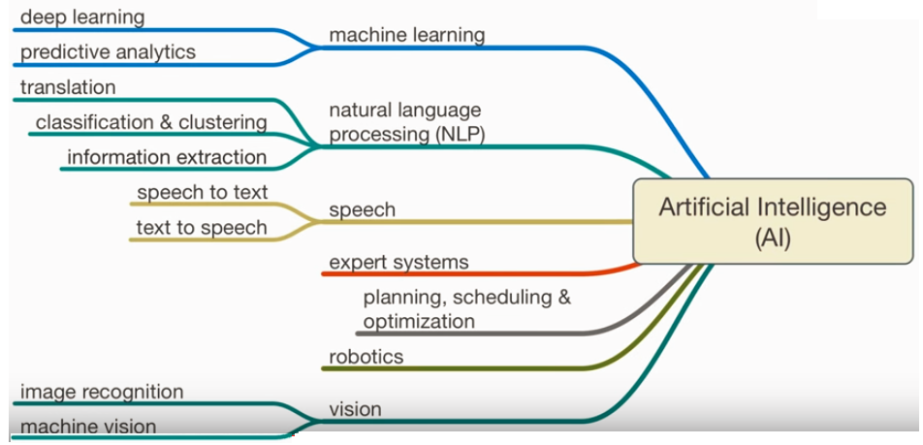 deep learning
predictive analytics
machine learning
translation
classification & clustering
information extraction
natural language
processing (NLP)
speech to text
text to speech
speech
expert systems
planning, scheduling &
optimization
robotics
image recognition
machine vision
vision
Artificial Intelligence
(AI)